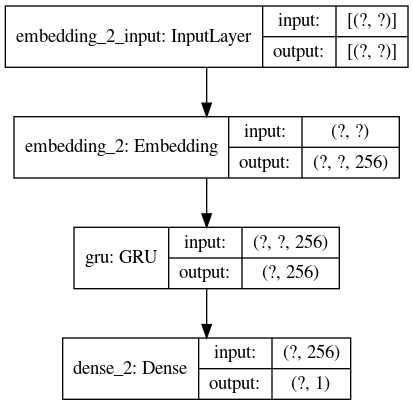 embedding_2_input: InputLayer
input: [(?, ?)]
output: [(?, ?)]
embedding_2: Embedding
input: (?, ?)
output: (?, ?, 256)
gru: GRU
input: (?, ?, 256)
output: (?, 256)
dense_2: Dense
input: (?, 256)
output: (?, 1)